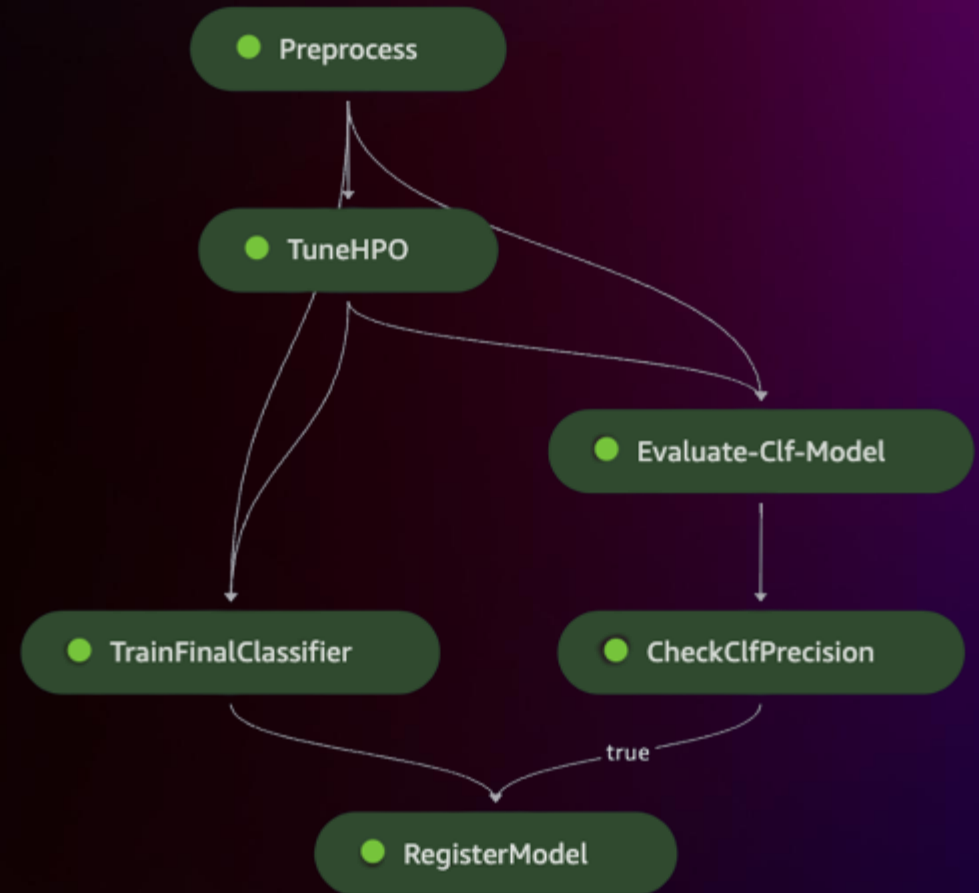 Preprocess
TuneHPO
Evaluate-Clf-Model
TrainFinalClassifier
CheckClfPrecision
true
RegisterModel